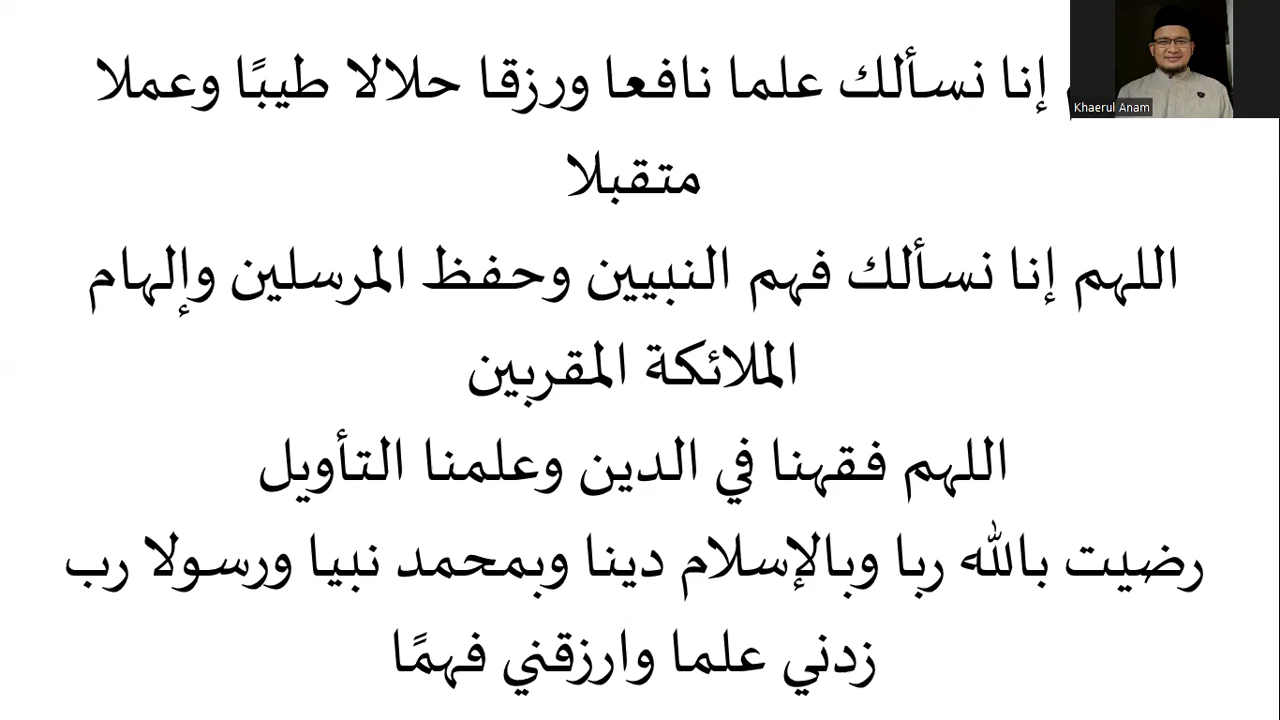 إنا نسألك علما نافعا ورزقا حلالا طيبًا وعملا
متقبلا
اللهم إنا نسألك فهم النبيين وحفظ المرسلين وإلهام
الملائكة المقربين
اللهم فقهنا في الدين وعلمنا التأويل
رضيت بالله ربا وبالإسلام دينا وبمحمد نبيا ورسولا رب
زدني علما وارزقني فهمًا
Khaerul Anam